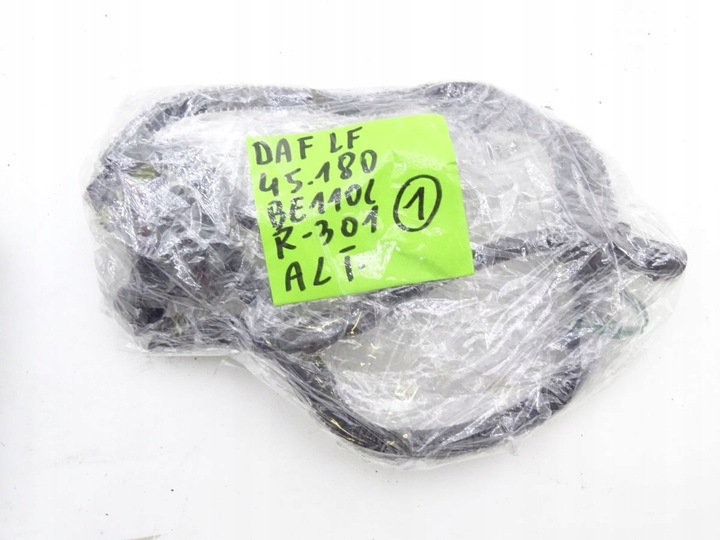 DAF LF
45.180
BE110C
R-301
ALT.
1